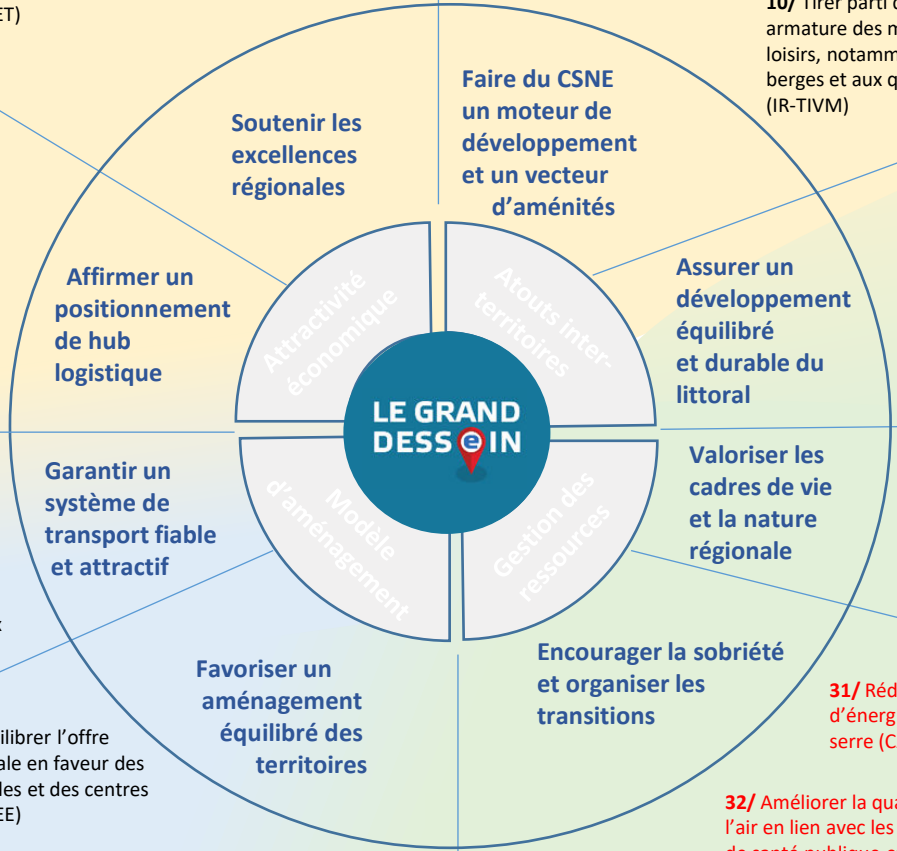 ET)
10/ Tirer parti
armature des
loisirs, notamm
berges et aux q
(IR-TIVM)
Soutenir les
excellences
régionales
Faire du CSNE
un moteur de
développement
et un vecteur
d’aménités
Affirmer un
positionnement
de hub
logistique
Assurer un
développement
équilibré
et durable du
littoral
Attractivité
économique
Atouts inter-
territoires
LE GRAND
DESSeIN
Modèle
d’aménagement
Gestion des
ressources
Garantir un
système de
transport fiable
et attractif
Valoriser les
cadres de vie
et la nature
régionale
Favoriser un
aménagement
équilibré des
territoires
Encourager la sobriété
et organiser les
transitions
x
ilibrer l’offre
ale en faveur des
les et des centres
EE)
31/ Réd
d’énerg
serre (C
32/ Améliorer la qua
l’air en lien avec les